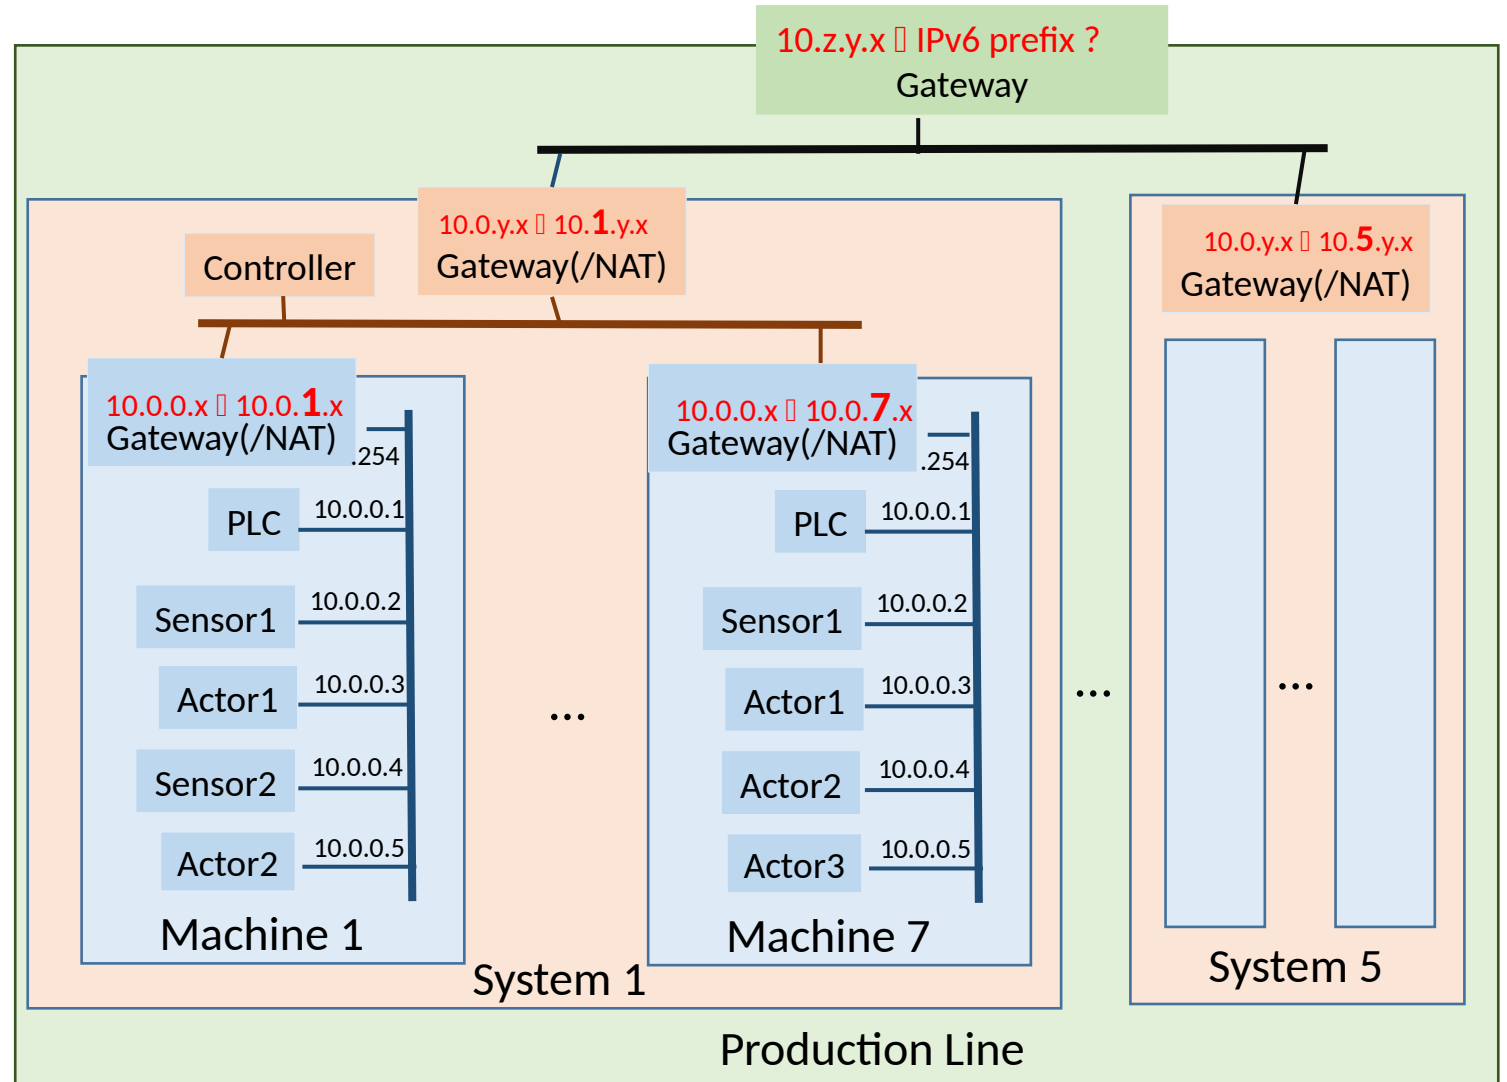 10.z.y.x  IPv6 prefix ?
Gateway
10.0.y.x  10.1.y.x
Gateway(/NAT)
Controller
10.0.y.x  10.5.y.x
Gateway(/NAT)
10.0.0.x  10.0.1.x
Gateway(/NAT)
.254
PLC
10.0.0.1
Sensor1
10.0.0.2
Actor1
10.0.0.3
Sensor2
10.0.0.4
Actor2
10.0.0.5
Machine 1
...
10.0.0.x  10.0.7.x
Gateway(/NAT)
.254
PLC
10.0.0.1
Sensor1
10.0.0.2
Actor1
10.0.0.3
Actor2
10.0.0.4
Actor3
10.0.0.5
Machine 7
System 1
...
...
System 5
Production Line